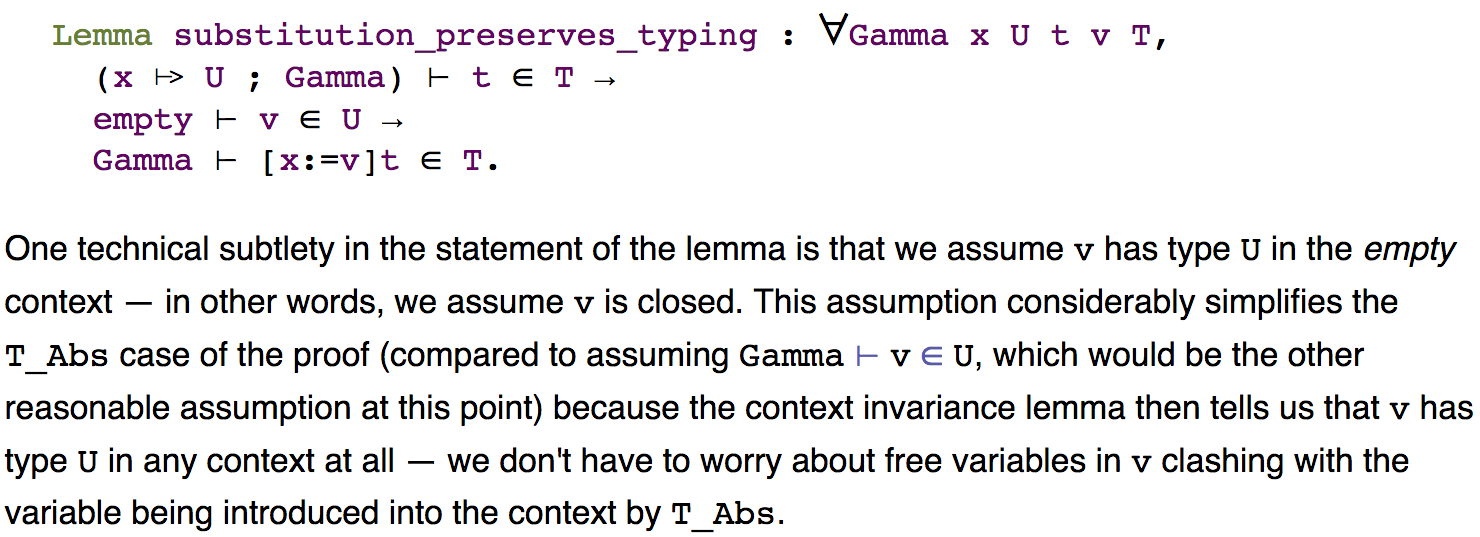 Lemma substitution_preserves_typing : ∀Gamma x U t v T,
(x ⊢> U ; Gamma) ⊢ t ∈ T →
empty ⊢ v ∈ U →
Gamma ⊢ [x:=v]t ∈ T.
One technical subtlety in the statement of the lemma is that we assume v has type U in the empty
context — in other words, we assume v is closed. This assumption considerably simplifies the
T_Abs case of the proof (compared to assuming Gamma ⊢ v ∈ U, which would be the other
reasonable assumption at this point) because the context invariance lemma then tells us that v has
type U in any context at all — we don't have to worry about free variables in v clashing with the
variable being introduced into the context by T_Abs.